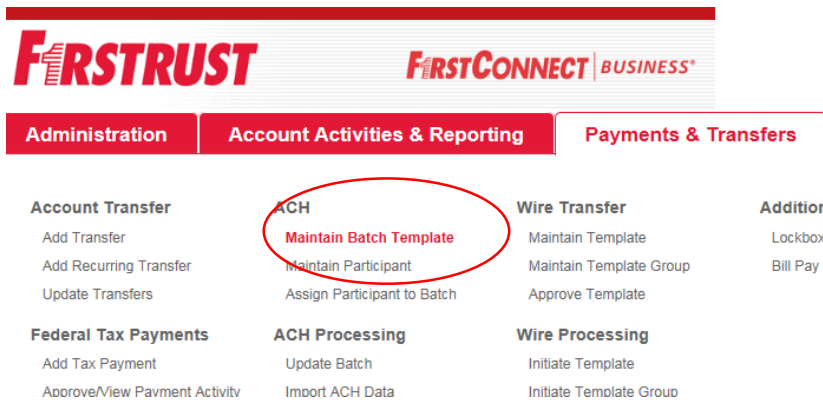 FIRSTRUST
FIRSTCONNECT BUSINESS®
Administration Account Activities & Reporting Payments & Transfers
Account Transfer
Add Transfer
Add Recurring Transfer
Update Transfers
Federal Tax Payments
Add Tax Payment
Approve/View Payment Activity
ACH
Maintain Batch Template
Maintain Participant
Assign Participant to Batch
ACH Processing
Update Batch
Import ACH Data
Wire Transfer
Maintain Template
Maintain Template Group
Approve Template
Wire Processing
Initiate Template
Initiate Template Group
Lockbox
Bill Pay